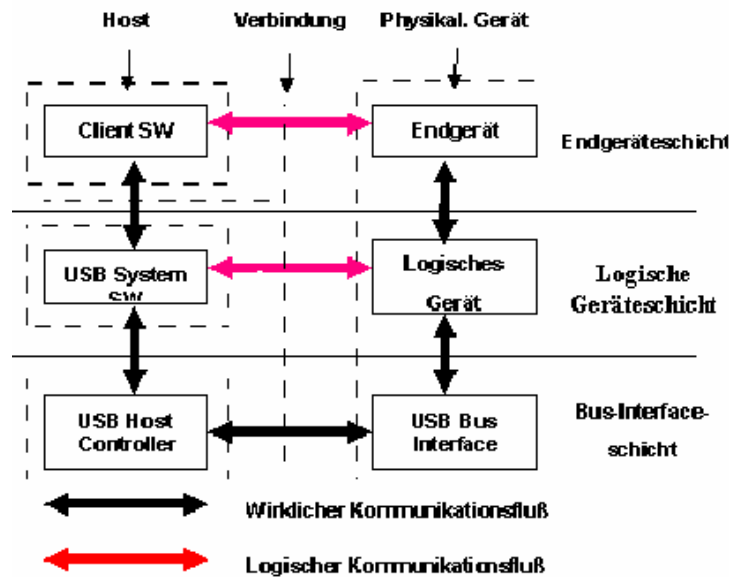 Host Verbindung Physikal. Gerät
Client SW Endgerät Endgeräteschicht
USB System Logisches Logische
SW Gerät Geräteschicht
USB Host USB Bus Bus-Interface-
Controller Interface schicht
Wirklicher Kommunikationsfluß
Logischer Kommunikationsfluß